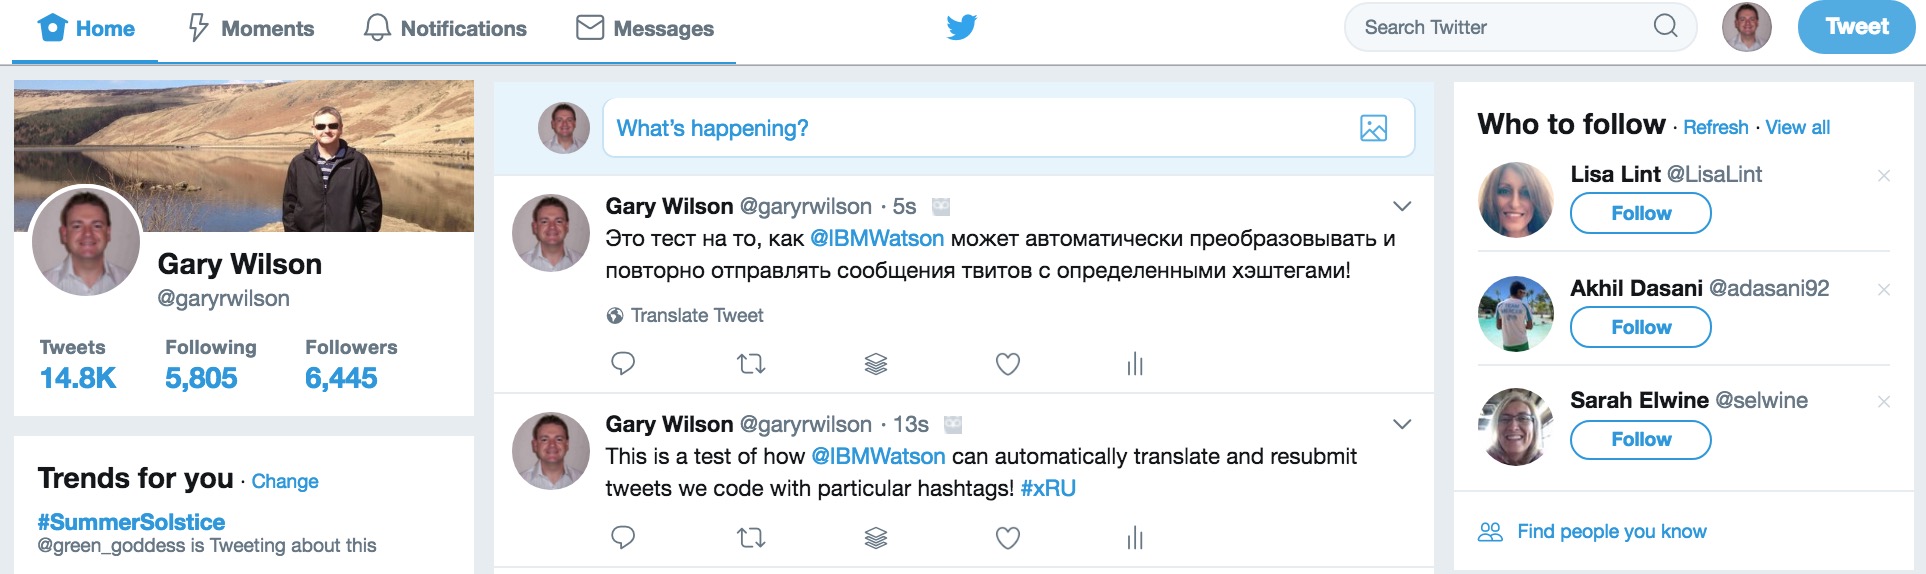 Home Moments Notifications Messages Search Twitter Tweet
Gary Wilson
@garyrwilson
Tweets Following Followers
14.8K 5,805 6,445
Trends for you · Change
#SummerSolstice
@green_goddess is Tweeting about this
What's happening?
Gary Wilson @garyrwilson · 5s
Это тест на то, как @IBMWatson может автоматически преобразовывать и
повторно отправлять сообщения твитов с определенными хэштегами!
Translate Tweet
Gary Wilson @garyrwilson · 13s
This is a test of how @IBMWatson can automatically translate and resubmit
tweets we code with particular hashtags! #xRU
Who to follow · Refresh · View all
Lisa Lint @LisaLint
Follow
Akhil Dasani @adasani92
Follow
Sarah Elwine @selwine
Follow
Find people you know